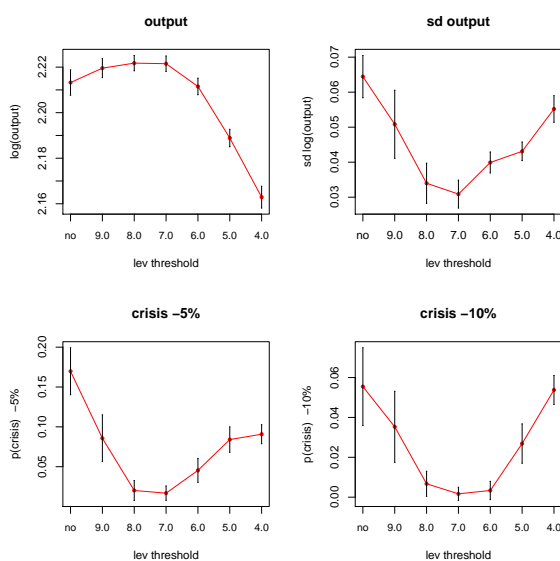 output
log(output)
2.16 2.18 2.20 2.22
no 9.0 8.0 7.0 6.0 5.0 4.0
lev threshold
sd output
sd log(output)
0.03 0.04 0.05 0.06 0.07
no 9.0 8.0 7.0 6.0 5.0 4.0
lev threshold
crisis −5%
p(crisis) −5%
0.05 0.10 0.15 0.20
no 9.0 8.0 7.0 6.0 5.0 4.0
lev threshold
crisis −10%
p(crisis) −10%
0.00 0.02 0.04 0.06
no 9.0 8.0 7.0 6.0 5.0 4.0
lev threshold